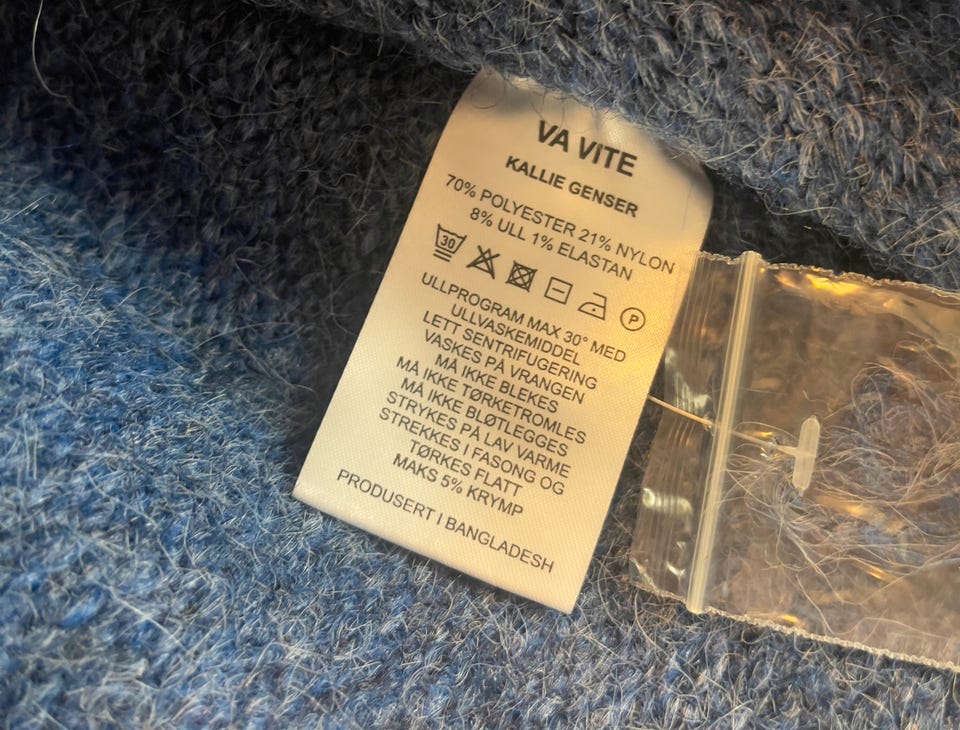 VA VITE
KALLIE GENSER
70% POLYESTER 21% NYLON
8% ULL 1% ELASTAN
30 P
ULLPROGRAM MAX 30° MED
ULLVASKEMIDDEL
LETT SENTRIFUGERING
VASKES PÅ VRANGEN
MÅ IKKE BLEKES
MÅ IKKE TØRKETROMLES
MÅ IKKE BLØTLEGGES
STRYKES PÅ LAV VARME
STREKKES I FASONG OG
TØRKES FLATT
MAKS 5% KRYMP
PRODUSERT I BANGLADESH